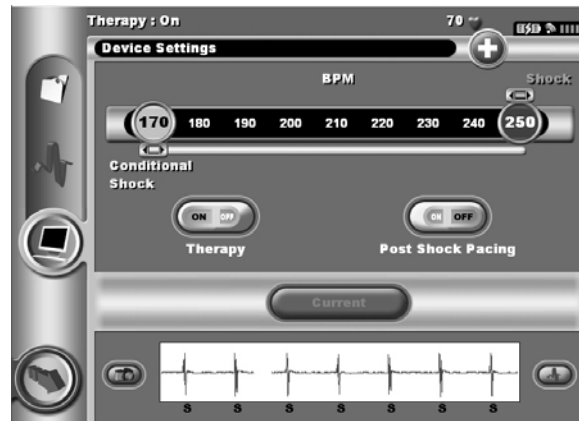 Therapy : On
70
Device Settings
BPM
Shock
170 180 190 200 210 220 230 240 250
Conditional
Shock
ON OFF
ON OFF
Therapy
Post Shock Pacing
Current
S S S S S S S